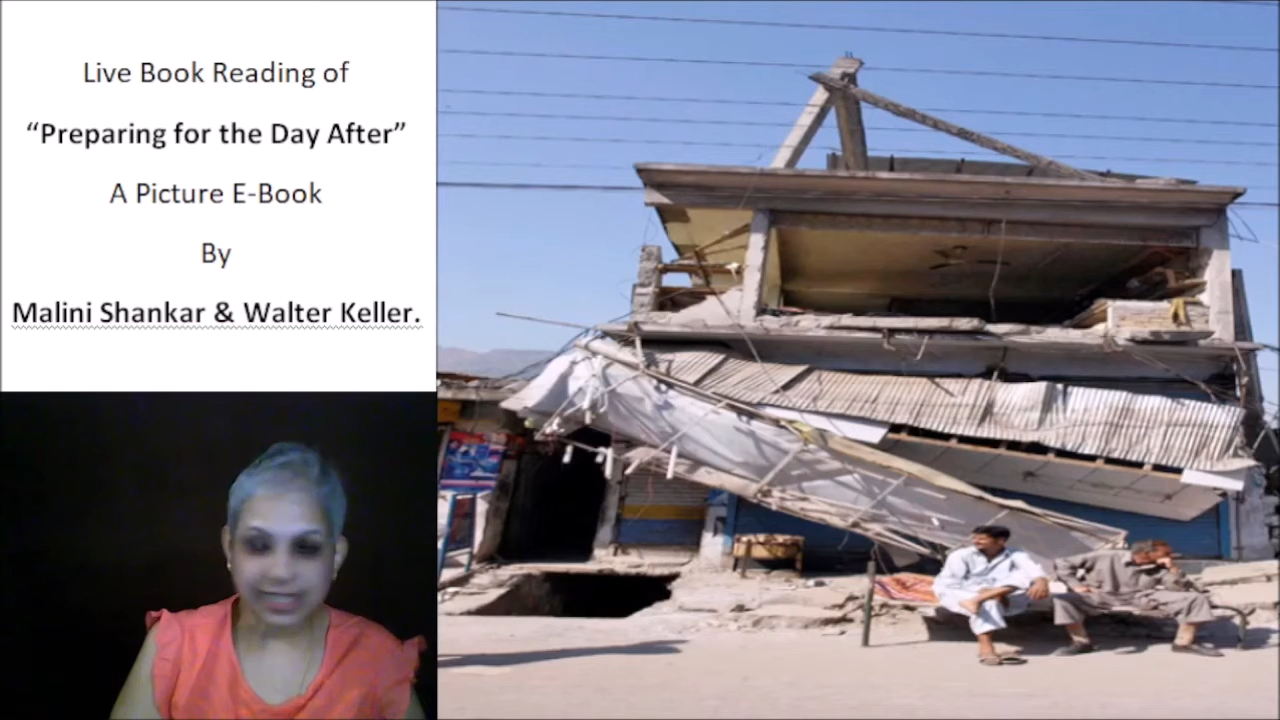 Live Book Reading of
“Preparing for the Day After”
A Picture E-Book
By
Malini Shankar & Walter Keller.